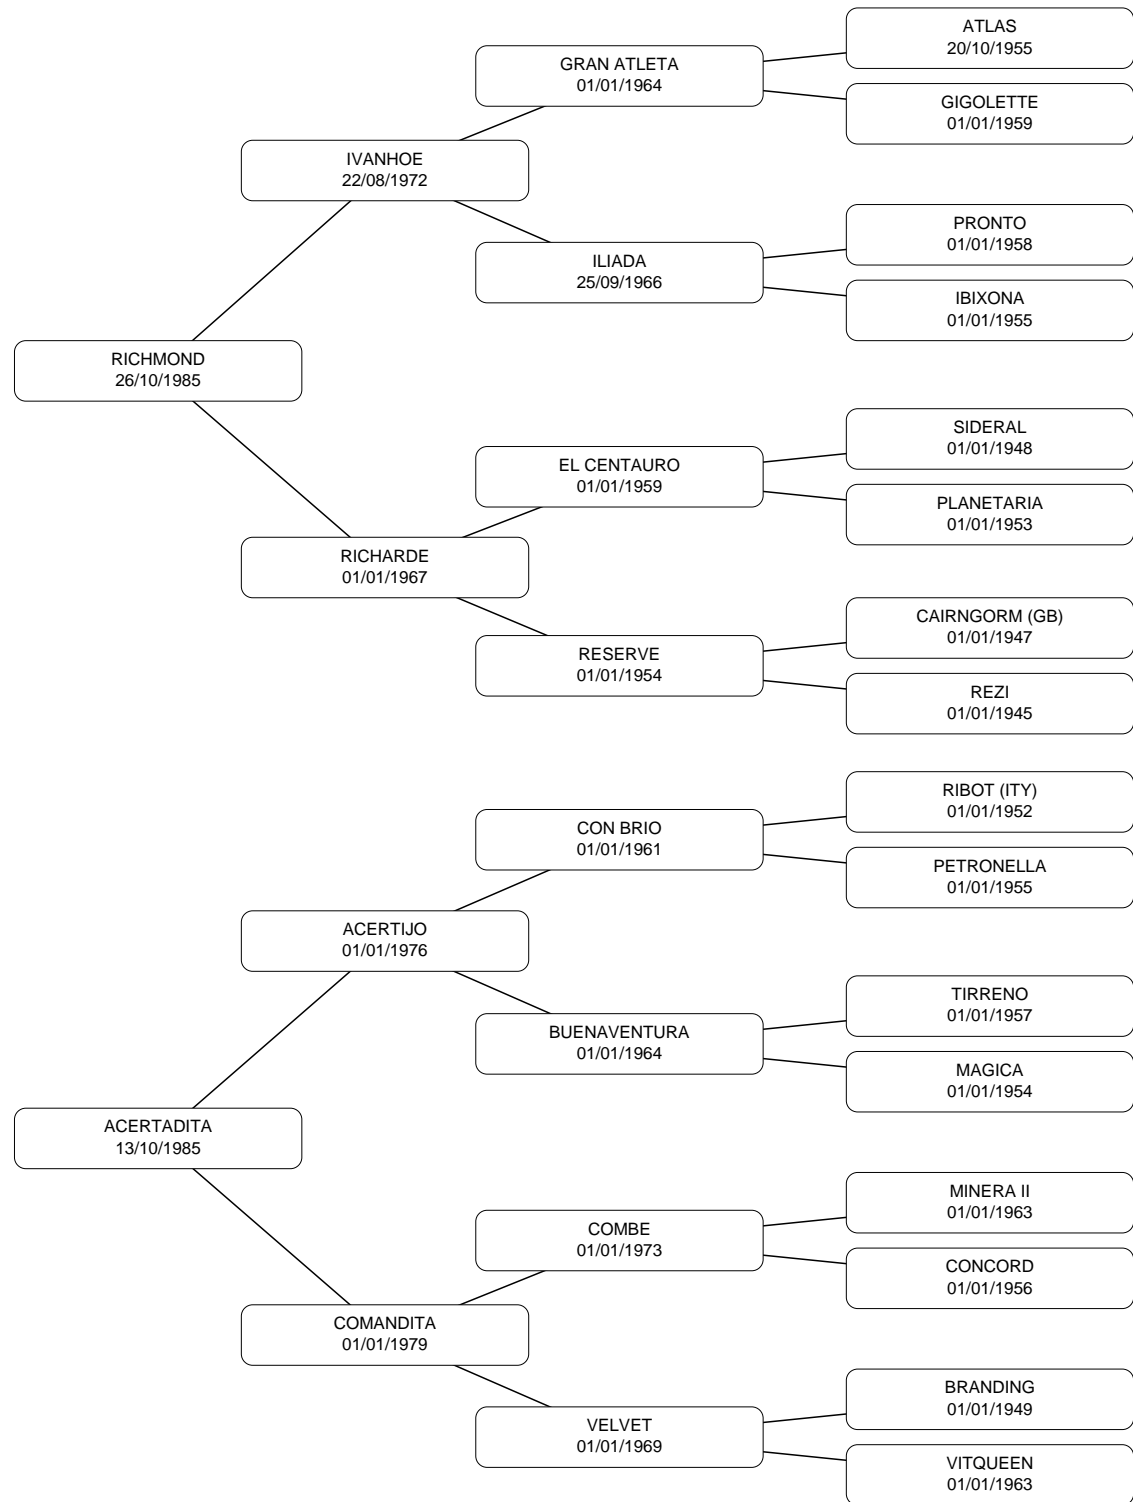 ATLAS
20/10/1955
GRAN ATLETA
01/01/1964
GIGOLETTE
01/01/1959
IVANHOE
22/08/1972
PRONTO
01/01/1958
ILIADA
25/09/1966
IBIXONA
01/01/1955
RICHMOND
26/10/1985
SIDERAL
01/01/1948
EL CENTAURO
01/01/1959
PLANETARIA
01/01/1953
RICHARDE
01/01/1967
CAIRNGORM (GB)
01/01/1947
RESERVE
01/01/1954
REZI
01/01/1945
RIBOT (ITY)
01/01/1952
CON BRIO
01/01/1961
PETRONELLA
01/01/1955
ACERTIJO
01/01/1976
TIRRENO
01/01/1957
BUENAVENTURA
01/01/1964
MAGICA
01/01/1954
ACERTADITA
13/10/1985
MINERA II
01/01/1963
COMBE
01/01/1973
CONCORD
01/01/1956
COMANDITA
01/01/1979
BRANDING
01/01/1949
VELVET
01/01/1969
VITQUEEN
01/01/1963